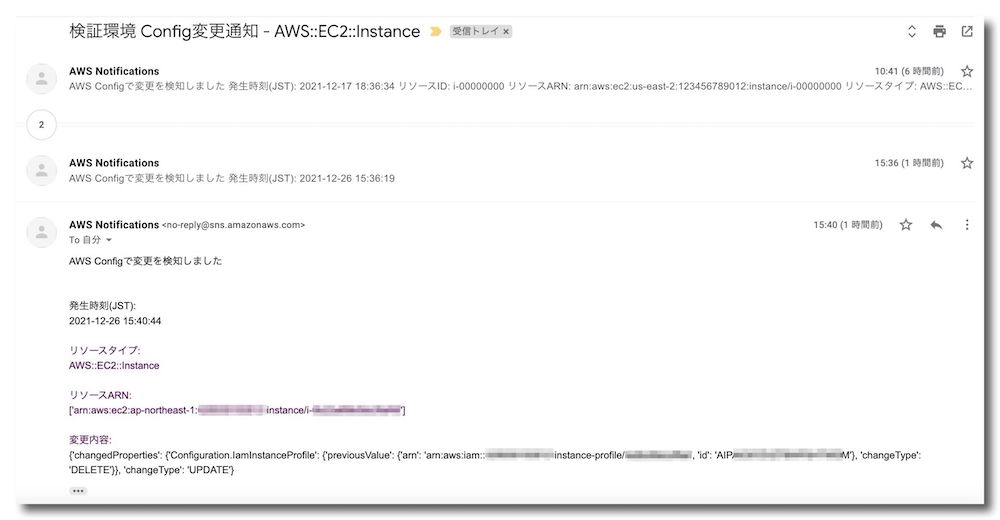 検証環境 Config変更通知 - AWS::EC2::Instance 受信トレイ ×
AWS Notifications 10:41 (6 時間前)
AWS Configで変更を検知しました 発生時刻(JST): 2021-12-17 18:36:34 リソースID: i-00000000 リソースARN: arn:aws:ec2:us-east-2:123456789012:instance/i-00000000 リソースタイプ: AWS::EC...
2
AWS Notifications 15:36 (1 時間前)
AWS Configで変更を検知しました 発生時刻(JST): 2021-12-26 15:36:19
AWS Notifications <no-reply@sns.amazonaws.com> 15:40 (1 時間前)
To 自分
AWS Configで変更を検知しました
発生時刻(JST):
2021-12-26 15:40:44
リソースタイプ:
AWS::EC2::Instance
リソースARN:
['arn:aws:ec2:ap-northeast-1: instance/i- ']
変更内容:
{'changedProperties': {'Configuration.IamInstanceProfile': {'previousValue': {'arn': 'arn:aws:iam:: instance-profile/ , 'id': 'AIP M'}, 'changeType':
'DELETE'}}, 'changeType': 'UPDATE'}